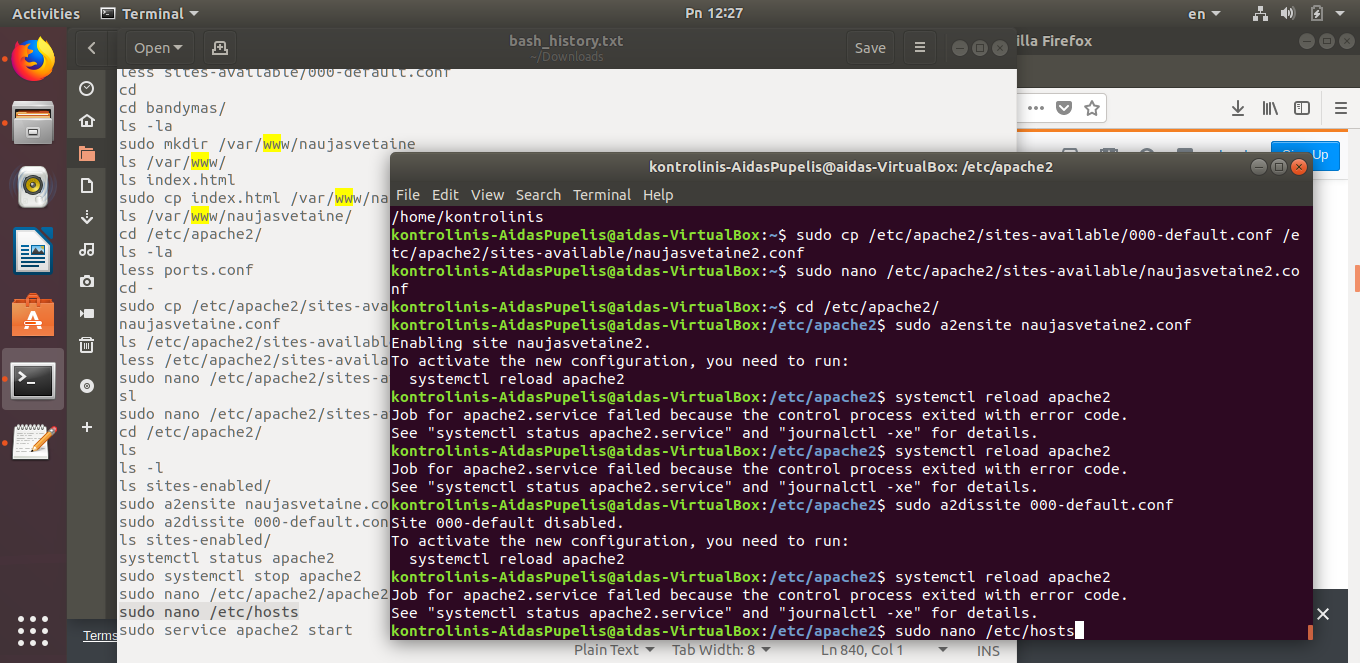 Activities
Terminal
Pn 12:27
en
Open
bash_history.txt
~/Downloads
Save
illa Firefox
less sites-available/000-default.conf
cd
cd bandymas/
ls -la
sudo mkdir /var/www/naujasvetaine
ls /var/www/
ls index.html
sudo cp index.html /var/www/na
ls /var/www/naujasvetaine/
cd /etc/apache2/
ls -la
less ports.conf
cd -
sudo cp /etc/apache2/sites-ava
naujasvetaine.conf
ls /etc/apache2/sites-availabl
less /etc/apache2/sites-availa
sudo nano /etc/apache2/sites-a
sl
sudo nano /etc/apache2/sites-a
cd /etc/apache2/
ls
ls -l
ls sites-enabled/
sudo a2ensite naujasvetaine.co
sudo a2dissite 000-default.con
ls sites-enabled/
systemctl status apache2
sudo systemctl stop apache2
sudo nano /etc/apache2/apache2
sudo nano /etc/hosts
sudo service apache2 start
Terms
Plain Text
Tab Width: 8
Ln 840, Col 1
INS
Up
kontrolinis-AidasPupelis@aidas-VirtualBox: /etc/apache2
File Edit View Search Terminal Help
/home/kontrolinis
kontrolinis-AidasPupelis@aidas-VirtualBox:~$ sudo cp /etc/apache2/sites-available/000-default.conf /e
tc/apache2/sites-available/naujasvetaine2.conf
kontrolinis-AidasPupelis@aidas-VirtualBox:~$ sudo nano /etc/apache2/sites-available/naujasvetaine2.co
nf
kontrolinis-AidasPupelis@aidas-VirtualBox:~$ cd /etc/apache2/
kontrolinis-AidasPupelis@aidas-VirtualBox:/etc/apache2$ sudo a2ensite naujasvetaine2.conf
Enabling site naujasvetaine2.
To activate the new configuration, you need to run:
  systemctl reload apache2
kontrolinis-AidasPupelis@aidas-VirtualBox:/etc/apache2$ systemctl reload apache2
Job for apache2.service failed because the control process exited with error code.
See "systemctl status apache2.service" and "journalctl -xe" for details.
kontrolinis-AidasPupelis@aidas-VirtualBox:/etc/apache2$ systemctl reload apache2
Job for apache2.service failed because the control process exited with error code.
See "systemctl status apache2.service" and "journalctl -xe" for details.
kontrolinis-AidasPupelis@aidas-VirtualBox:/etc/apache2$ sudo a2dissite 000-default.conf
Site 000-default disabled.
To activate the new configuration, you need to run:
  systemctl reload apache2
kontrolinis-AidasPupelis@aidas-VirtualBox:/etc/apache2$ systemctl reload apache2
Job for apache2.service failed because the control process exited with error code.
See "systemctl status apache2.service" and "journalctl -xe" for details.
kontrolinis-AidasPupelis@aidas-VirtualBox:/etc/apache2$ sudo nano /etc/hosts